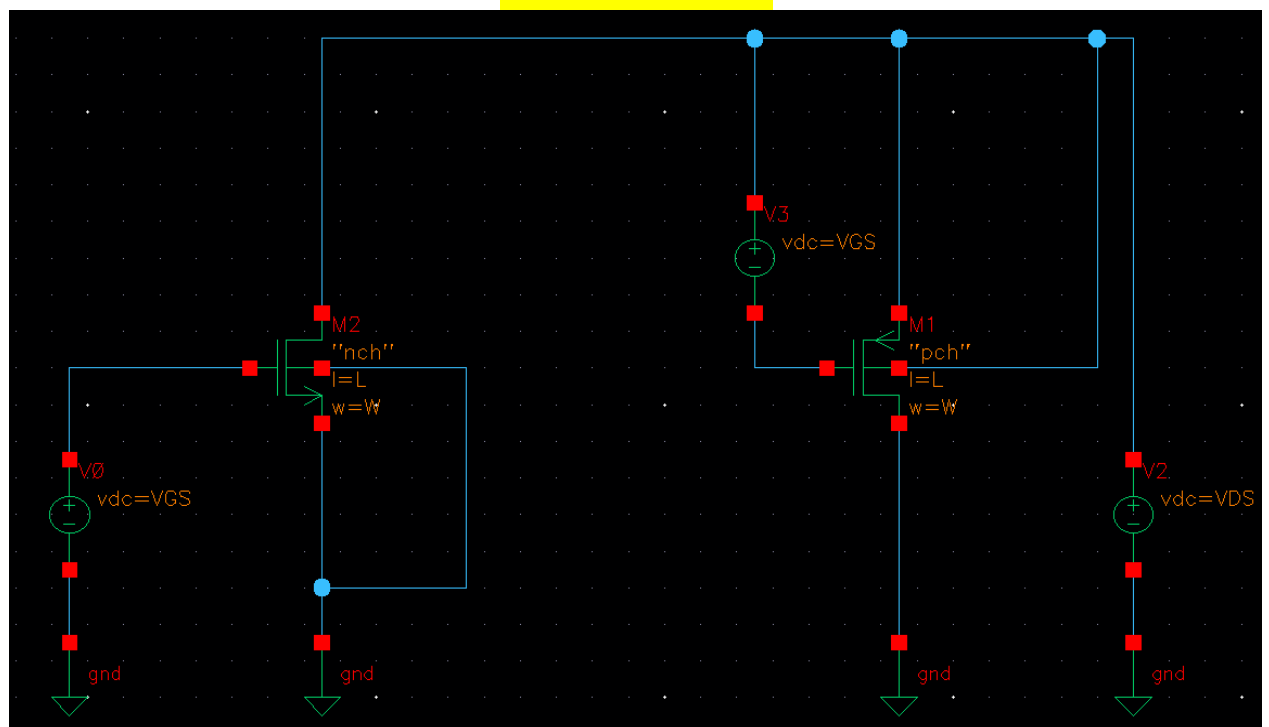 V3
vdc=VGS
M2
"nch"
l=L
w=W
M1
"pch"
l=L
w=W
V0
vdc=VGS
V2
vdc=VDS
gnd
gnd
gnd
gnd